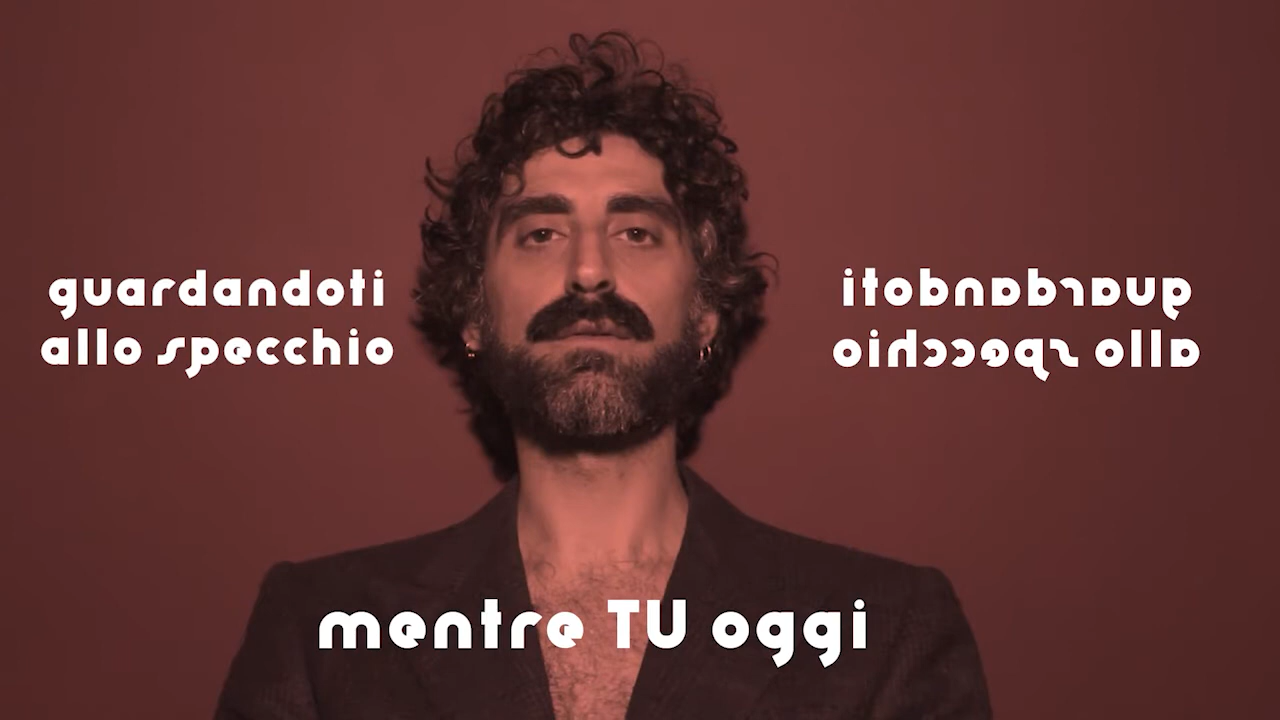 guardandoti
allo specchio
guardandoti
allo specchio
mentre TU oggi